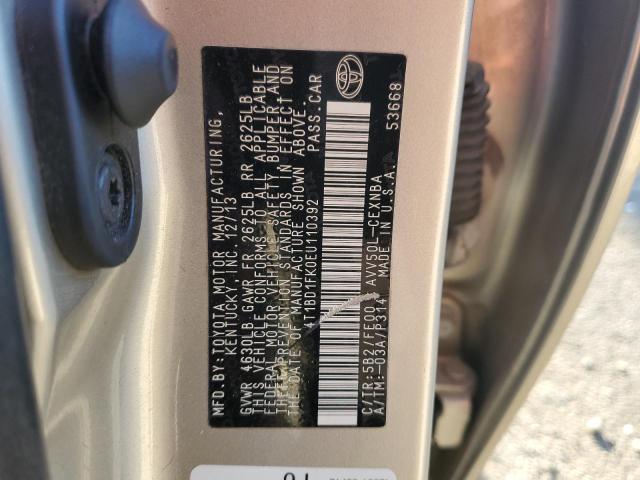 MFD.BY:TOYOTA MOTOR MANUFACTURING,
KENTUCKY, INC. 12/13
GVWR 4630LB GAWR FR 2625LB RR 2625LB
THIS VEHICLE CONFORMS TO ALL APPLICABLE
FEDERAL MOTOR VEHICLE SAFETY, BUMPER, AND
THEFT PREVENTION STANDARDS IN EFFECT ON
THE DATE OF MANUFACTURE SHOWN ABOVE.
4T1BD1FK0EU110992 PASS.CAR
C/TR:5B2/FE00 AVV50L-CEXNBA
A/TM:-03A/P314 MADE IN U.S.A. 53668